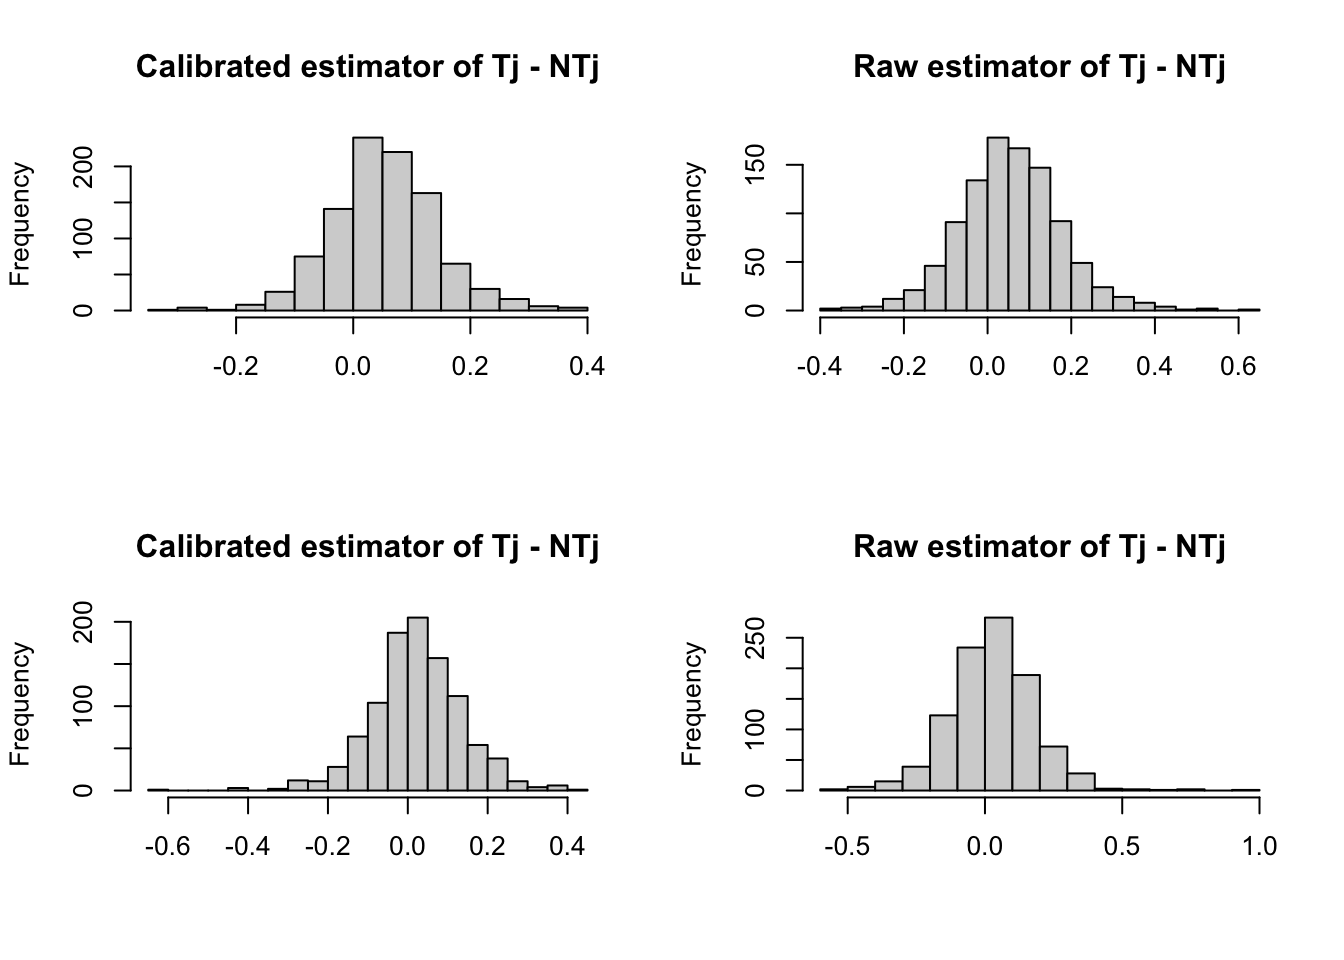 Calibrated estimator of Tj - NTj
Frequency
0 100 200
-0.2 0.0 0.2 0.4
Raw estimator of Tj - NTj
Frequency
0 50 150
-0.4 -0.2 0.0 0.2 0.4 0.6
Calibrated estimator of Tj - NTj
Frequency
0 100 200
-0.6 -0.4 -0.2 0.0 0.2 0.4
Raw estimator of Tj - NTj
Frequency
0 100 250
-0.5 0.0 0.5 1.0